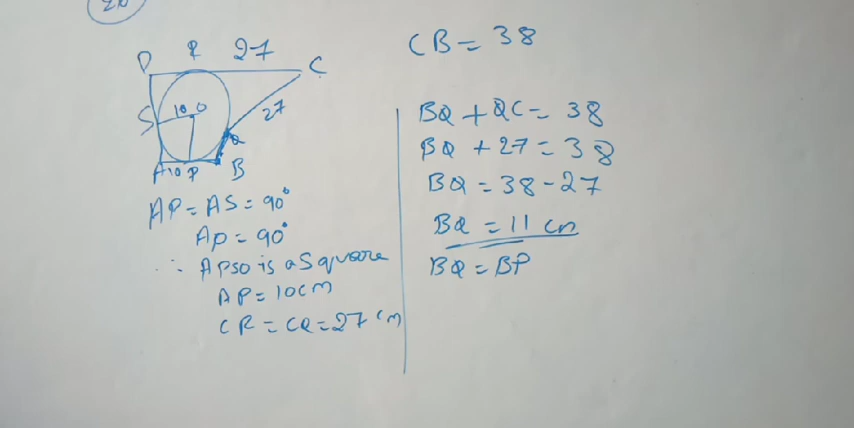 20
D R 27 C
S 10 O 27
Q
A 10 P B
AP = AS = 90°
Ap = 90°
∴ APSO is a Square
AP = 10cm
CR = CQ = 27 cm
CB = 38
BQ + QC = 38
BQ + 27 = 38
BQ = 38 - 27
BQ = 11 cm
BQ = BP